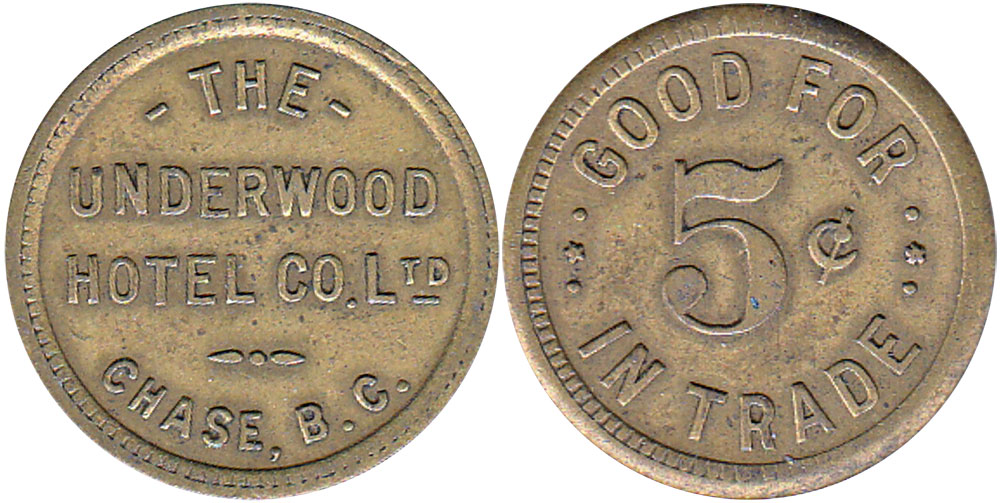 - THE -
UNDERWOOD
HOTEL CO. LTD
CHASE, B. C.
GOOD FOR
5¢
IN TRADE